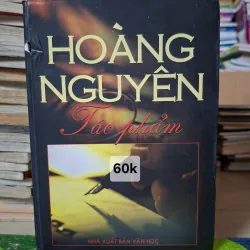 HOÀNG
NGUYÊN
Tác phẩm
60k
NHÀ XUẤT BẢN VĂN HỌC